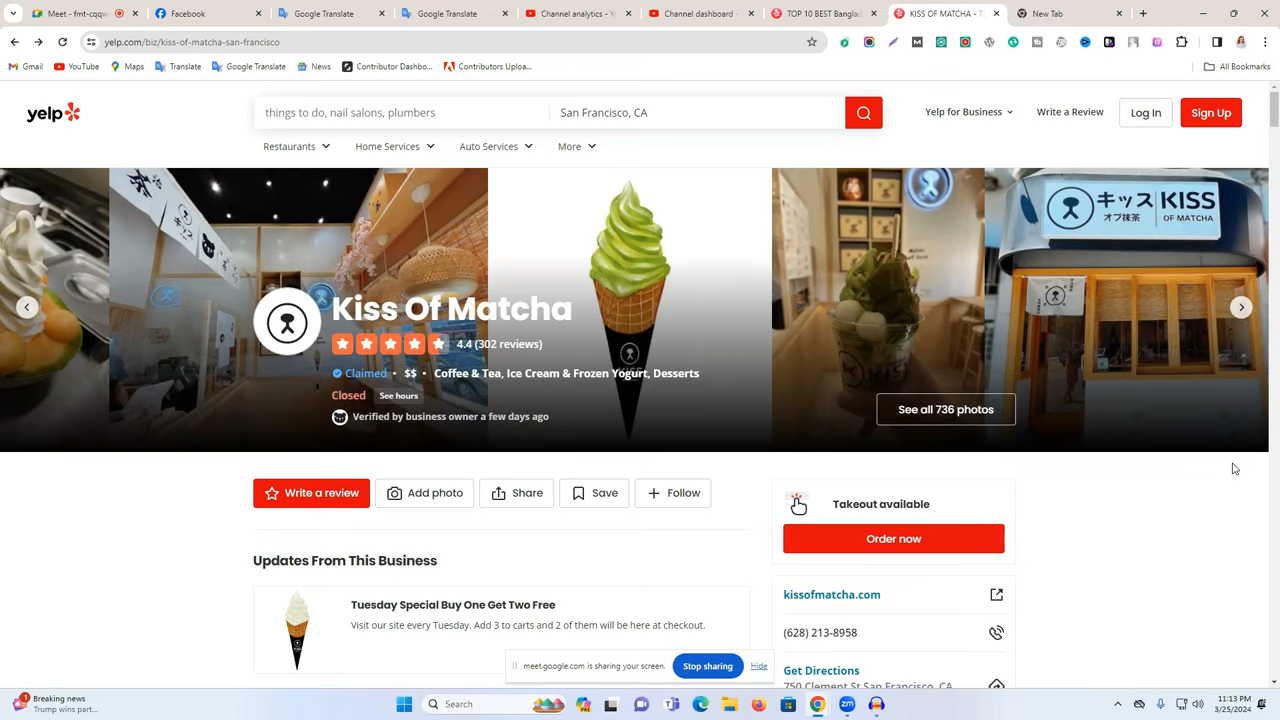 Meet - fmt-cqpw
Facebook
Google Translate
Google Translate
Channel analytics - Y
Channel dashboard
TOP 10 BEST Banglad
KISS OF MATCHA - 7
New Tab
yelp.com/biz/kiss-of-matcha-san-francisco
Gmail
YouTube
Maps
Translate
Google Translate
News
Contributor Dashbo...
Contributors Uploa...
All Bookmarks
yelp
things to do, nail salons, plumbers
San Francisco, CA
Yelp for Business
Write a Review
Log In
Sign Up
Restaurants
Home Services
Auto Services
More
キッス
オブ抹茶
KISS
OF MATCHA
Kiss Of Matcha
4.4 (302 reviews)
Claimed • $$ • Coffee & Tea, Ice Cream & Frozen Yogurt, Desserts
Closed See hours
Verified by business owner a few days ago
See all 736 photos
Write a review
Add photo
Share
Save
Follow
Takeout available
Order now
Updates From This Business
Tuesday Special Buy One Get Two Free
Visit our site every Tuesday. Add 3 to carts and 2 of them will be here at checkout.
kissofmatcha.com
(628) 213-8958
Get Directions
750 Clement St San Francisco, CA
meet.google.com is sharing your screen.
Stop sharing
Hide
1
Breaking news
Trump wins part...
Search
11:13 PM
3/25/2024